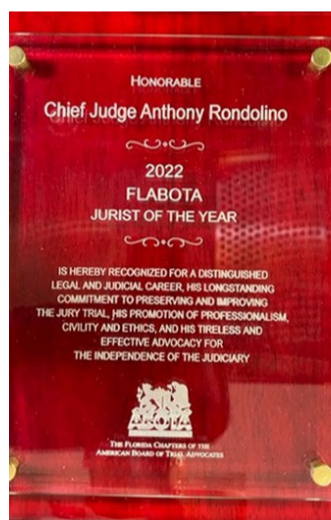 HONORABLE
Chief Judge Anthony Rondolino
2022
FLABOTA
JURIST OF THE YEAR
IS HEREBY RECOGNIZED FOR A DISTINGUISHED
LEGAL AND JUDICIAL CAREER, HIS LONGSTANDING
COMMITMENT TO PRESERVING AND IMPROVING
THE JURY TRIAL, HIS PROMOTION OF PROFESSIONALISM,
CIVILITY AND ETHICS, AND HIS TIRELESS AND
EFFECTIVE ADVOCACY FOR
THE INDEPENDENCE OF THE JUDICIARY
ABOTA
THE FLORIDA CHAPTERS OF THE
AMERICAN BOARD OF TRIAL ADVOCATES